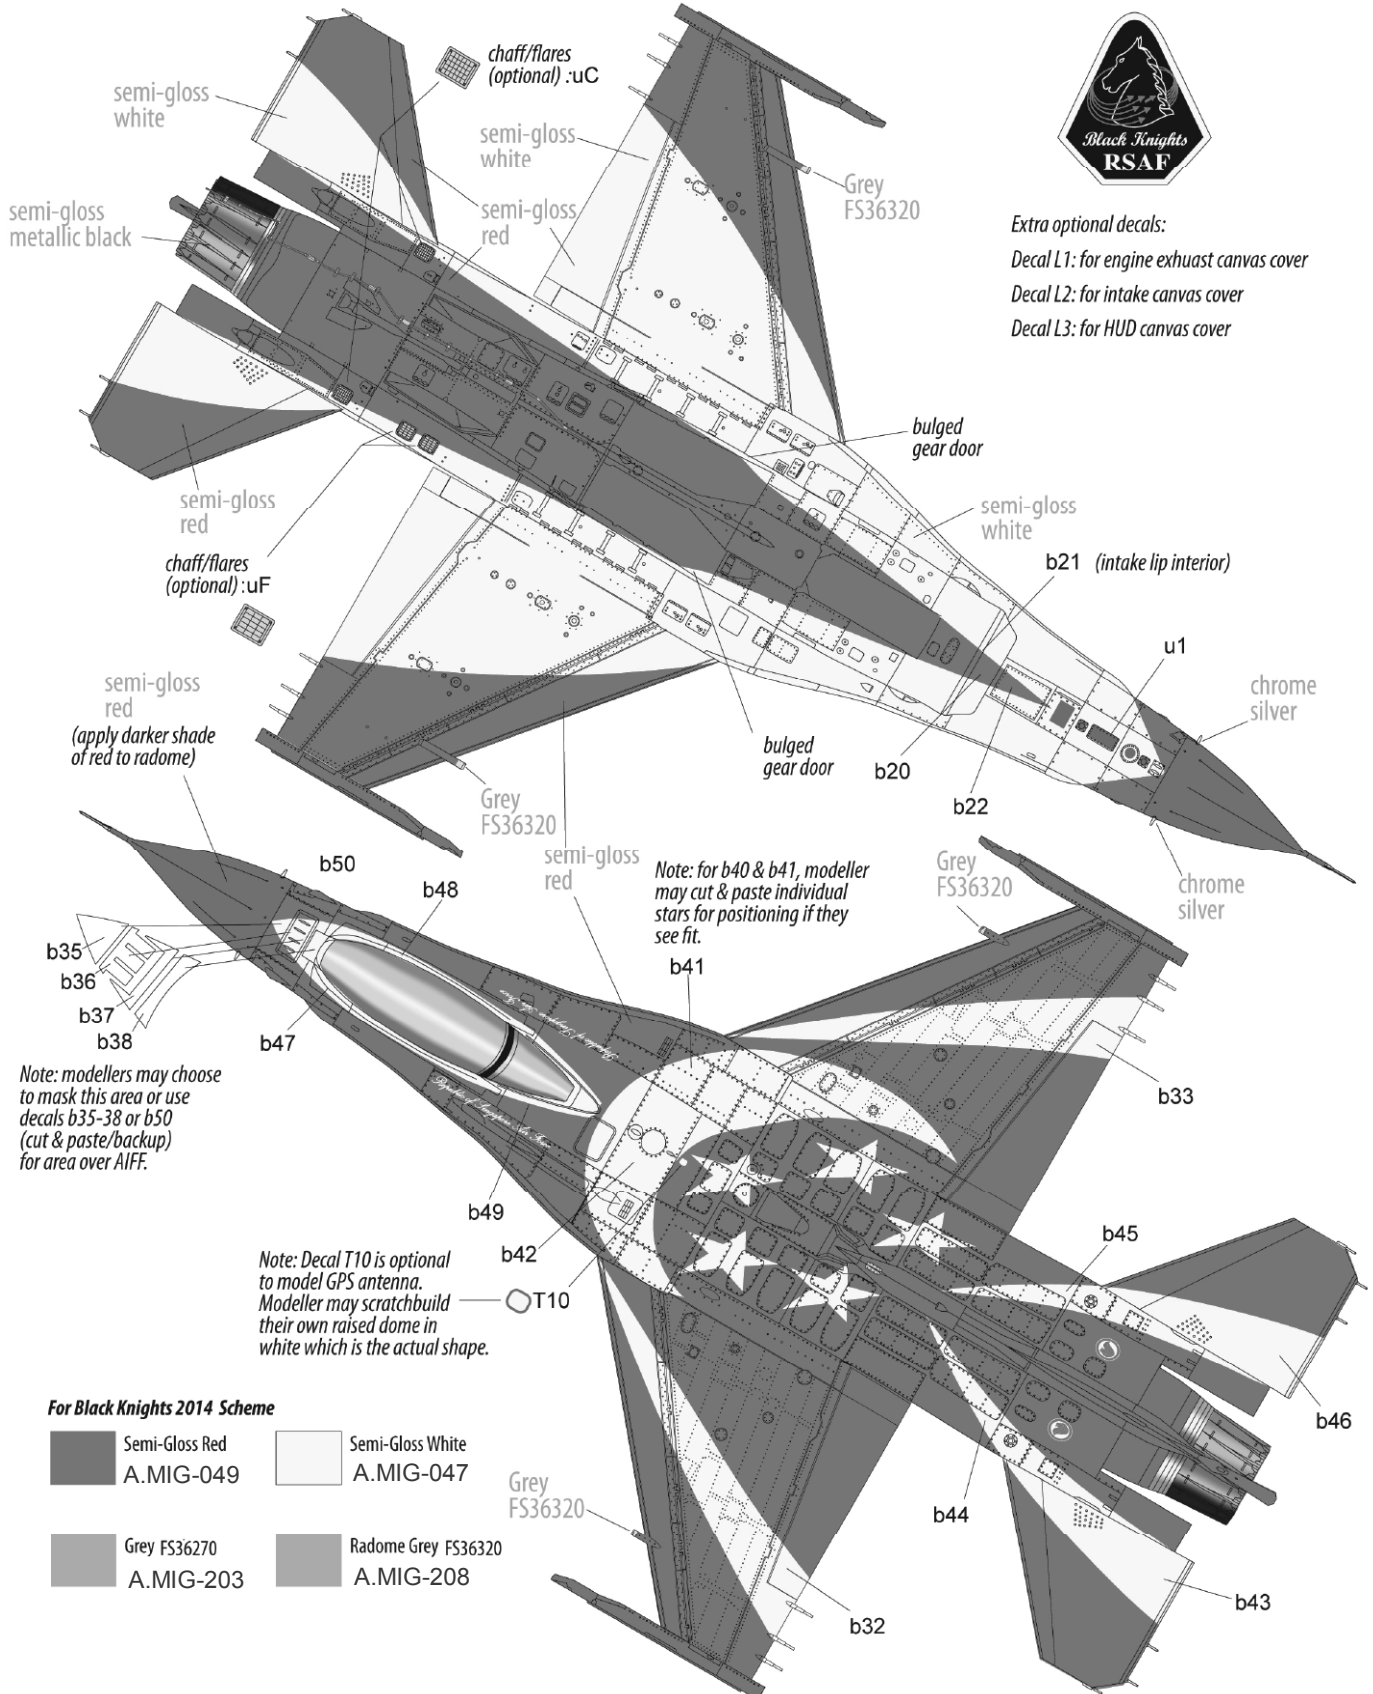 chaff/flares
(optional) :uC
semi-gloss
white
semi-gloss
white
Grey
FS36320
semi-gloss
red
semi-gloss
metallic black
Black Knights
RSAF
Extra optional decals:
Decal L1: for engine exhuast canvas cover
Decal L2: for intake canvas cover
Decal L3: for HUD canvas cover
bulged
gear door
semi-gloss
red
semi-gloss
white
chaff/flares
(optional) :uF
b21 (intake lip interior)
u1
chrome
silver
semi-gloss
red
(apply darker shade
of red to radome)
bulged
gear door
b20
b22
Grey
FS36320
chrome
silver
b50
b48
semi-gloss
red
Note: for b40 & b41, modeller
may cut & paste individual
stars for positioning if they
see fit.
b41
Grey
FS36320
b35
b36
b37
b38
b47
Republic of Singapore Air Force
Republic of Singapore Air Force
b33
Note: modellers may choose
to mask this area or use
decals b35-38 or b50
(cut & paste/backup)
for area over AIFF.
b49
b42
b45
Note: Decal T10 is optional
to model GPS antenna.
Modeller may scratchbuild
their own raised dome in
white which is the actual shape.
T10
b46
For Black Knights 2014 Scheme
Semi-Gloss Red
A.MIG-049
Semi-Gloss White
A.MIG-047
Grey FS36270
A.MIG-203
Radome Grey FS36320
A.MIG-208
Grey
FS36320
b44
b43
b32